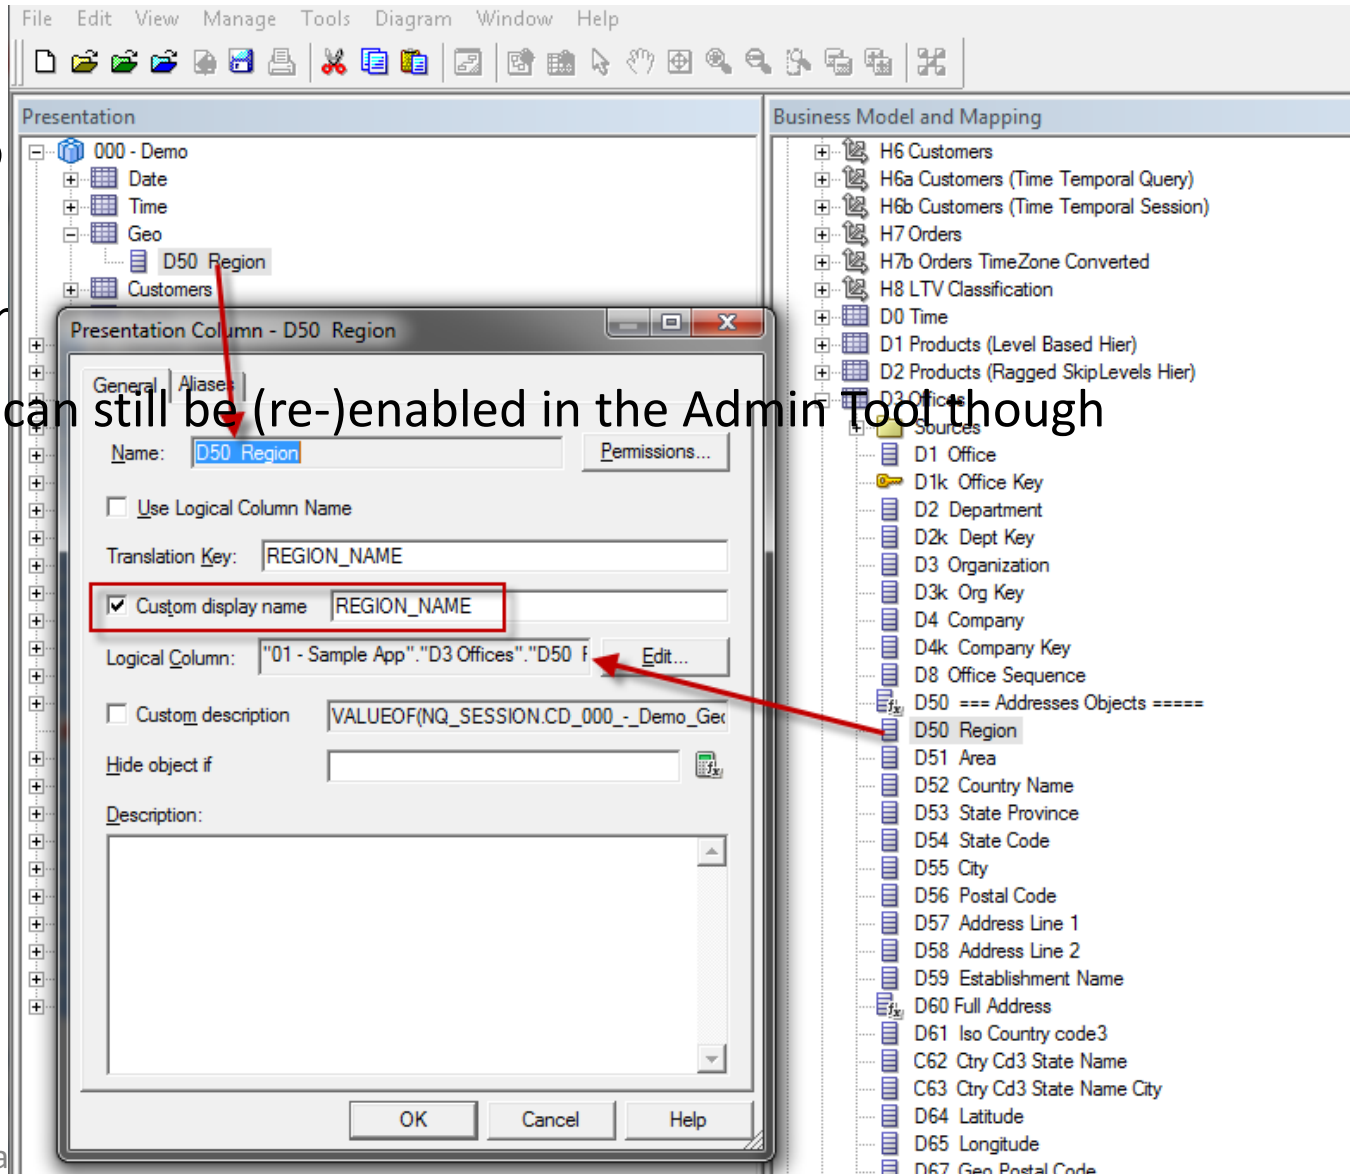 File Edit View Manage Tools Diagram Window Help
Presentation
000 - Demo
Date
Time
Geo
D50 Region
Customers
Presentation Column - D50 Region
General Aliases
can still be (re-)enabled in the Admin Tool though
Name: D50 Region Permissions...
Use Logical Column Name
Translation Key: REGION_NAME
Custom display name REGION_NAME
Logical Column: "01 - Sample App"."D3 Offices"."D50 Edit...
Custom description VALUEOF(NQ_SESSION.CD_000_-_Demo_Geo
Hide object if
Description:
OK Cancel Help
Business Model and Mapping
H6 Customers
H6a Customers (Time Temporal Query)
H6b Customers (Time Temporal Session)
H7 Orders
H7b Orders TimeZone Converted
H8 LTV Classification
D0 Time
D1 Products (Level Based Hier)
D2 Products (Ragged SkipLevels Hier)
D3 Offices
Sources
D1 Office
D1k Office Key
D2 Department
D2k Dept Key
D3 Organization
D3k Org Key
D4 Company
D4k Company Key
D8 Office Sequence
D50 === Addresses Objects =====
D50 Region
D51 Area
D52 Country Name
D53 State Province
D54 State Code
D55 City
D56 Postal Code
D57 Address Line 1
D58 Address Line 2
D59 Establishment Name
D60 Full Address
D61 Iso Country code3
C62 Ctry Cd3 State Name
C63 Ctry Cd3 State Name City
D64 Latitude
D65 Longitude
D67 Geo Postal Code